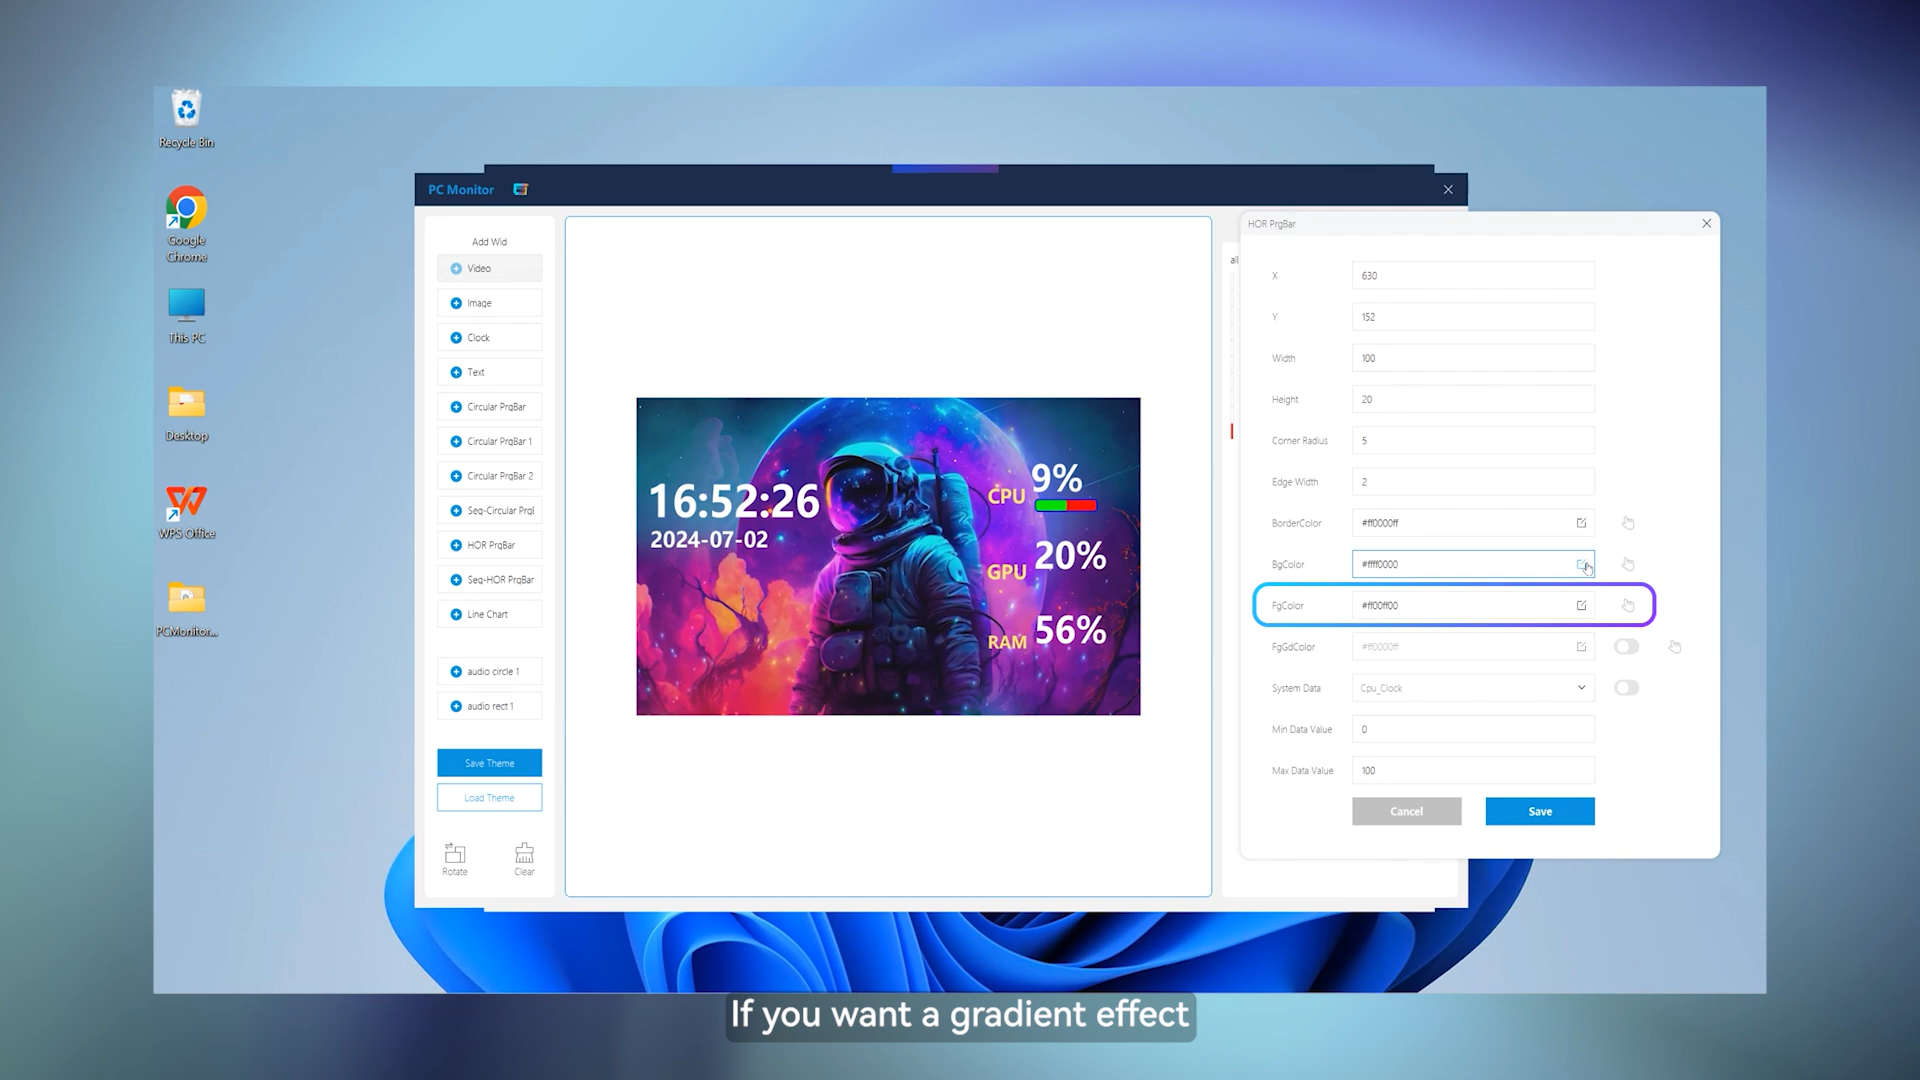 Recycle Bin
Google
Chrome
This PC
Desktop
WPS Office
PCMonitor...
PC Monitor
Add Wid
Video
Image
Clock
Text
Circular PrgBar
Circular PrgBar 1
Circular PrgBar 2
Seq-Circular Prgl
HOR PrgBar
Seq-HOR PrgBar
Line Chart
audio circle 1
audio rect 1
Save Theme
Load Theme
Rotate
Clear
16:52:26
2024-07-02
CPU
9%
GPU
20%
RAM
56%
all
HOR PrgBar
X
630
Y
152
Width
100
Height
20
Corner Radius
5
Edge Width
2
BorderColor
#ff0000ff
BgColor
#ffff0000
FgColor
#ff00ff00
FgGdColor
#ff0000ff
System Data
Cpu_Clock
Min Data Value
0
Max Data Value
100
Cancel
Save
If you want a gradient effect